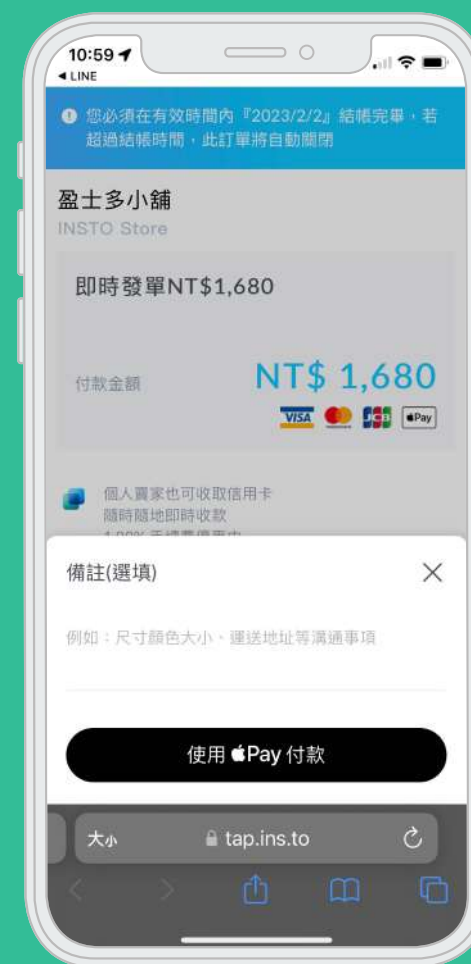 10:59
◀ LINE
您必須在有效時間內『2023/2/2』結帳完畢，若
超過結帳時間，此訂單將自動關閉
盈士多小舖
INSTO Store
即時發單NT$1,680
付款金額
NT$ 1,680
VISA
JCB
Pay
個人賣家也可收取信用卡
隨時隨地即時收款
備註(選填)
例如：尺寸顏色大小、運送地址等溝通事項
使用 Pay 付款
大小
tap.ins.to